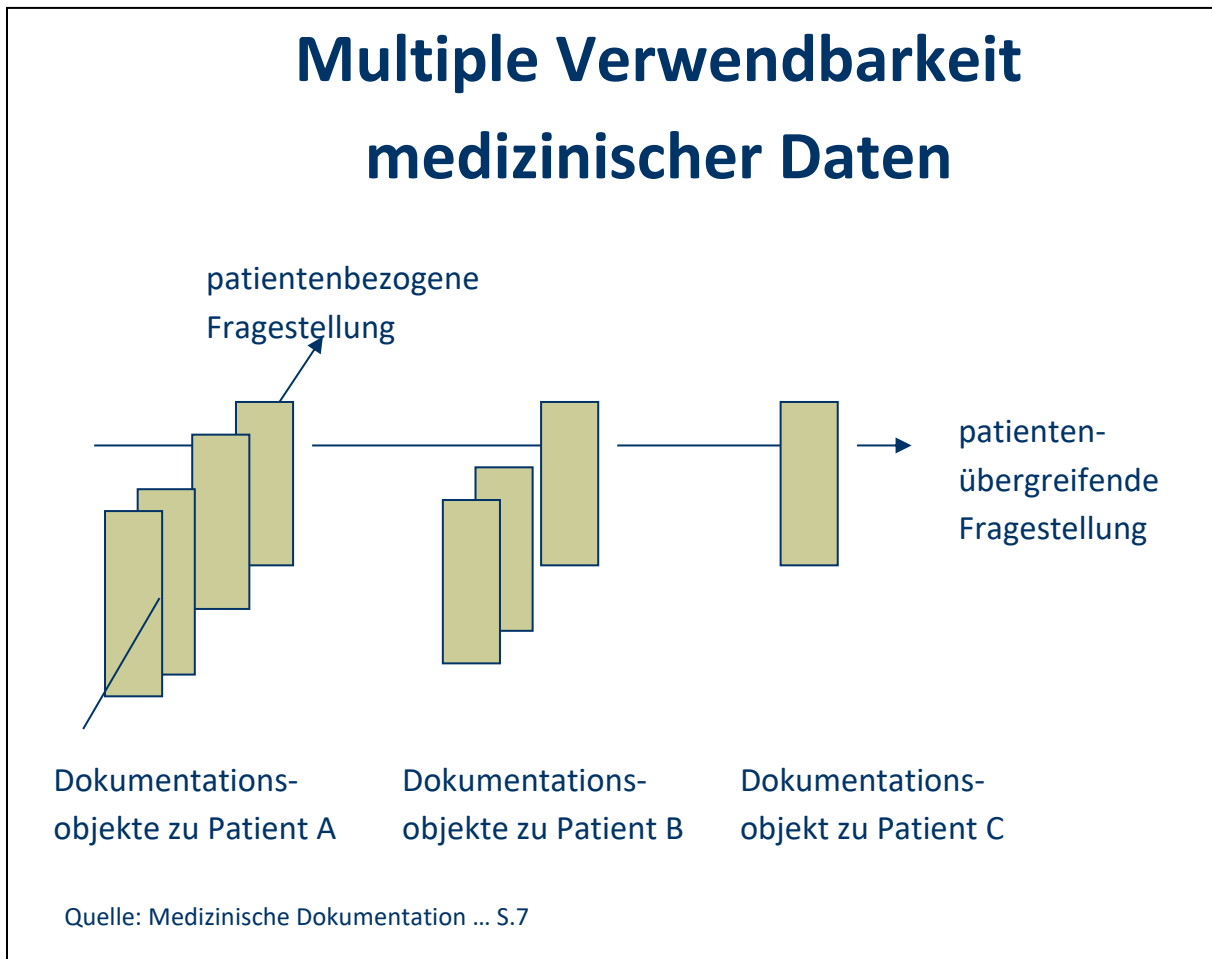 Multiple Verwendbarkeit
medizinischer Daten
patientenbezogene
Fragestellung
patienten-
übergreifende
Fragestellung
Dokumentations-
objekte zu Patient A
Dokumentations-
objekte zu Patient B
Dokumentations-
objekt zu Patient C
Quelle: Medizinische Dokumentation ... S.7